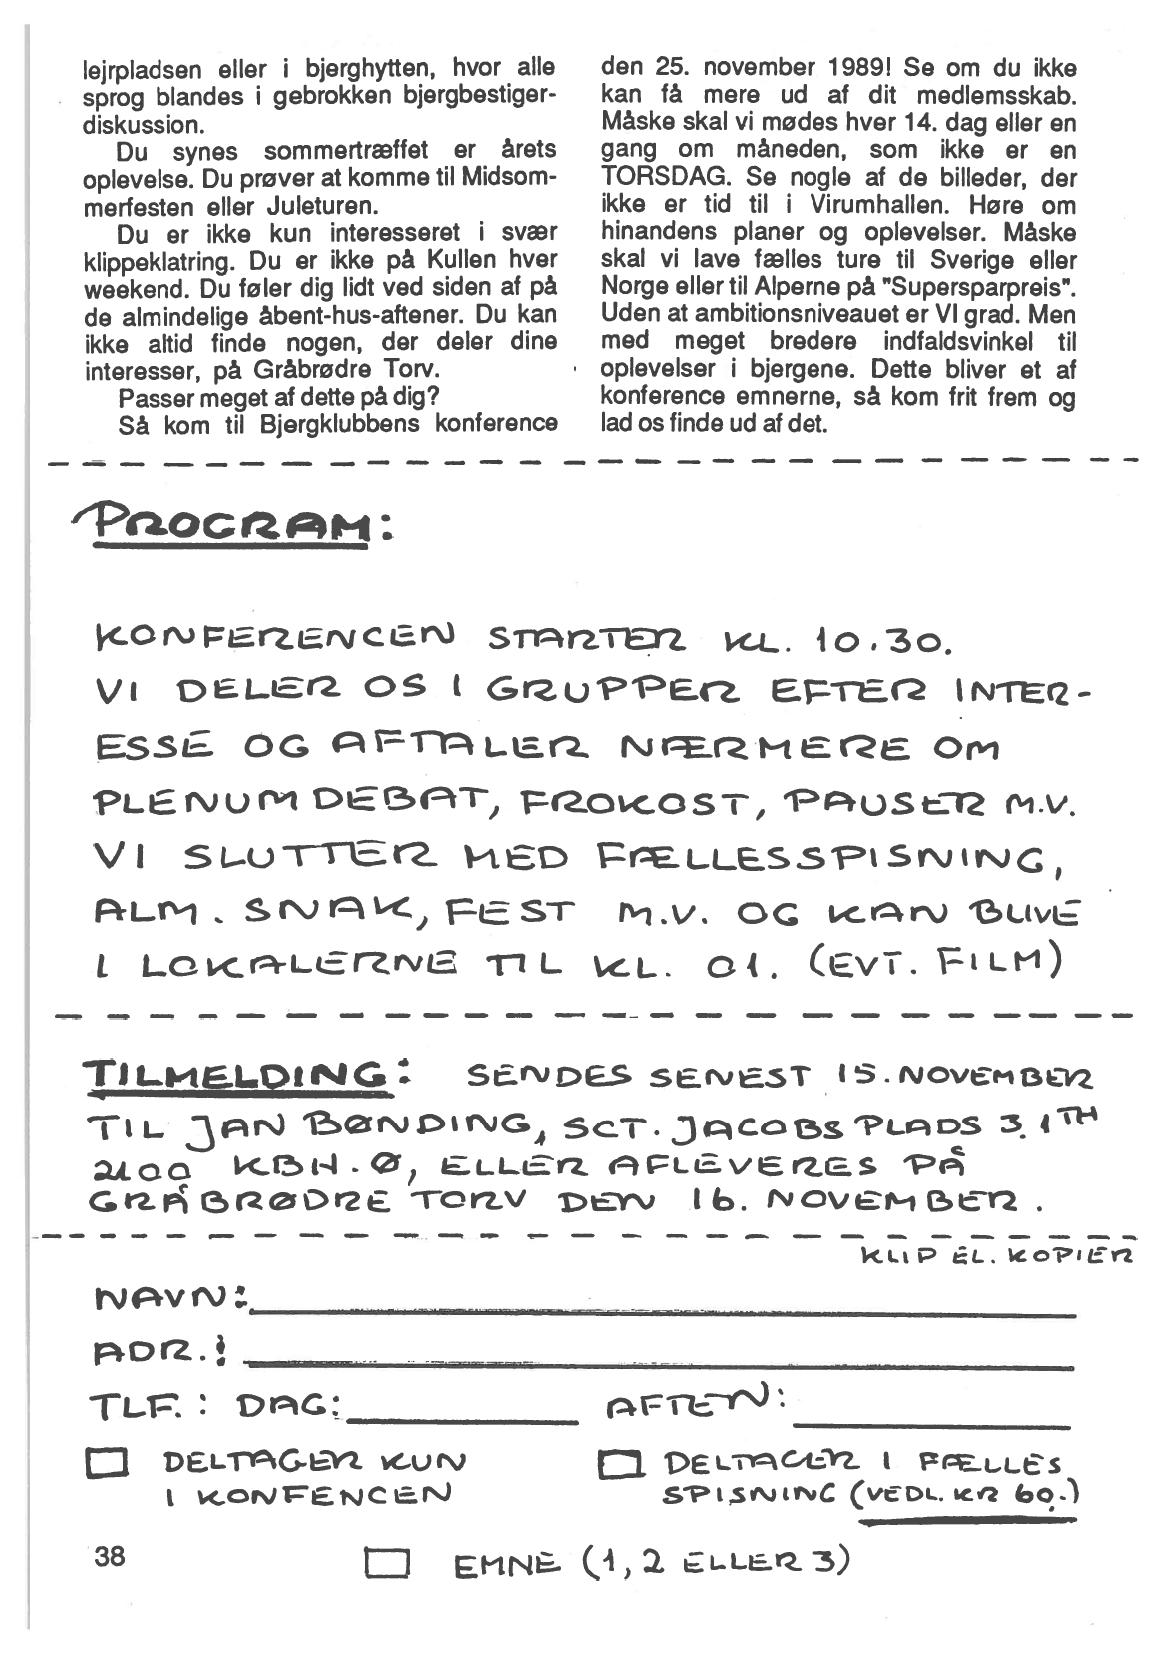 lejrpladsen eller i bjerghytten, hvor alle
sprog blandes i gebrokken bjergbestiger-
diskussion.
Du synes sommertræffet er årets
oplevelse. Du prøver at komme til Midsom-
merfesten eller Juleturen.
Du er ikke kun interesseret i svær
klippeklatring. Du er ikke på Kullen hver
weekend. Du føler dig lidt ved siden af på
de almindelige åbent-hus-aftener. Du kan
ikke altid finde nogen, der deler dine
interesser, på Gråbrødre Torv.
Passer meget af dette på dig?
Så kom til Bjergklubbens konference
den 25. november 1989! Se om du ikke
kan få mere ud af dit medlemsskab.
Måske skal vi mødes hver 14. dag eller en
gang om måneden, som ikke er en
TORSDAG. Se nogle af de billeder, der
ikke er tid til i Virumhallen. Høre om
hinandens planer og oplevelser. Måske
skal vi lave fælles ture til Sverige eller
Norge eller til Alperne på "Supersparpreis".
Uden at ambitionsniveauet er VI grad. Men
med meget bredere indfaldsvinkel til
oplevelser i bjergene. Dette bliver et af
konference emnerne, så kom frit frem og
lad os finde ud af det.
PROGRAM:
KONFERENCEN STARTER KL. 10.30.
VI DELER OS I GRUPPER EFTER INTER-
ESSE OG AFTALER NÆRMERE OM
PLENUM DEBAT, FROKOST, PAUSER M.V.
VI SLUTTER MED FÆLLESSPISNING,
ALM. SNAK, FEST M.V. OG KAN BLIVE
I LOKALERNE TIL KL. 01. (EVT. FILM)
TILMELDING: SENDES SENEST 15. NOVEMBER
TIL JAN BØNDING, SCT. JACOBS PLADS 3. 1TH
2100 KBH. Ø, ELLER AFLEVERES PÅ
GRÅBRØDRE TORV DEN 16. NOVEMBER.
KLIP EL. KOPIER
NAVN:
ADR.:
TLF.: DAG: AFTEN:
DELTAGER KUN
I KONFENCEN
DELTAGER I FÆLLES
SPISNING (VEDL. KR 60.-)
38
EMNE (1, 2 ELLER 3)